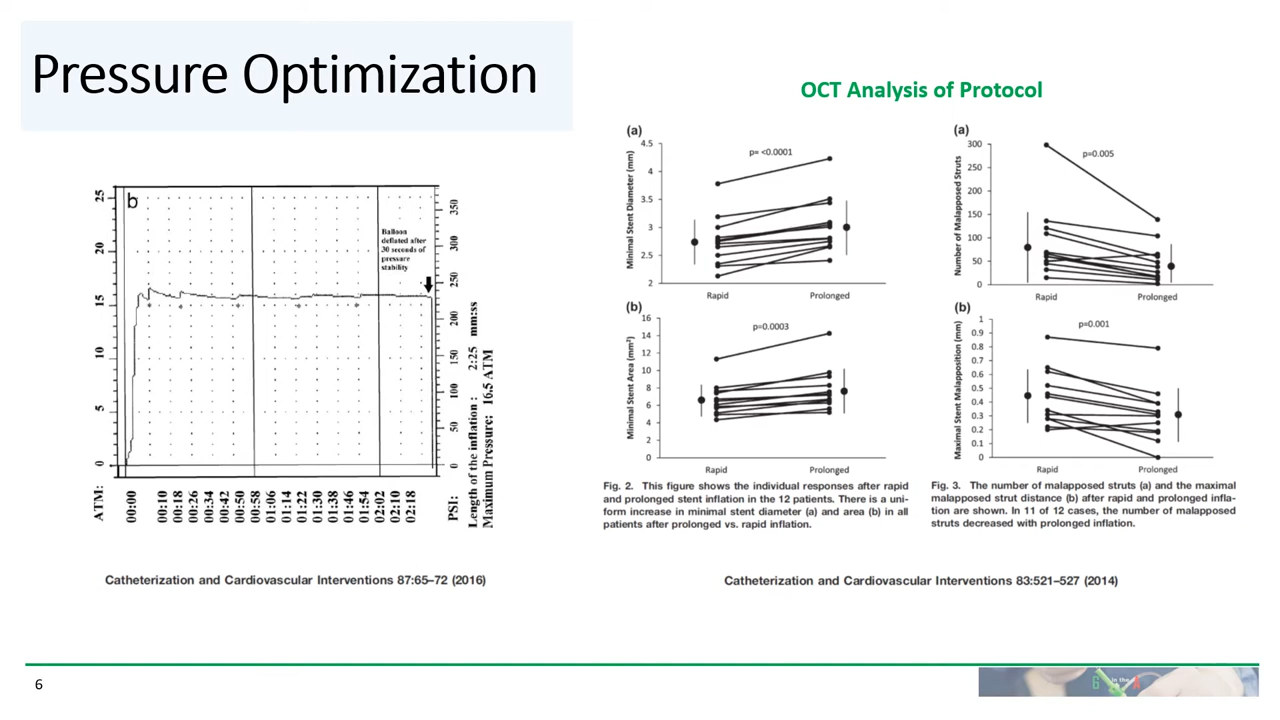 Pressure Optimization
b
25
20
15
10
5
0
ATM:
Balloon
deflated after
30 seconds of
pressure
stability
350
300
250
200
150
100
50
0
PSI:
00:00
00:10
00:18
00:26
00:34
00:42
00:50
00:58
01:06
01:14
01:22
01:30
01:38
01:46
01:54
02:02
02:10
02:18
Length of the inflation : 2:25 mm:ss
Maximum Pressure: 16.5 ATM
Catheterization and Cardiovascular Interventions 87:65–72 (2016)
OCT Analysis of Protocol
(a)
Minimal Stent Diameter (mm)
4.5
4
3.5
3
2.5
2
p= <0.0001
Rapid Prolonged
(b)
Minimal Stent Area (mm²)
16
14
12
10
8
6
4
2
0
p=0.0003
Rapid Prolonged
Fig. 2. This figure shows the individual responses after rapid
and prolonged stent inflation in the 12 patients. There is a uni-
form increase in minimal stent diameter (a) and area (b) in all
patients after prolonged vs. rapid inflation.
(a)
Number of Malapposed Struts
300
250
200
150
100
50
0
p=0.005
Rapid Prolonged
(b)
Maximal Stent Malapposition (mm)
1
0.9
0.8
0.7
0.6
0.5
0.4
0.3
0.2
0.1
0
p=0.001
Rapid Prolonged
Fig. 3. The number of malapposed struts (a) and the maximal
malapposed strut distance (b) after rapid and prolonged infla-
tion are shown. In 11 of 12 cases, the number of malapposed
struts decreased with prolonged inflation.
Catheterization and Cardiovascular Interventions 83:521–527 (2014)
6
in the